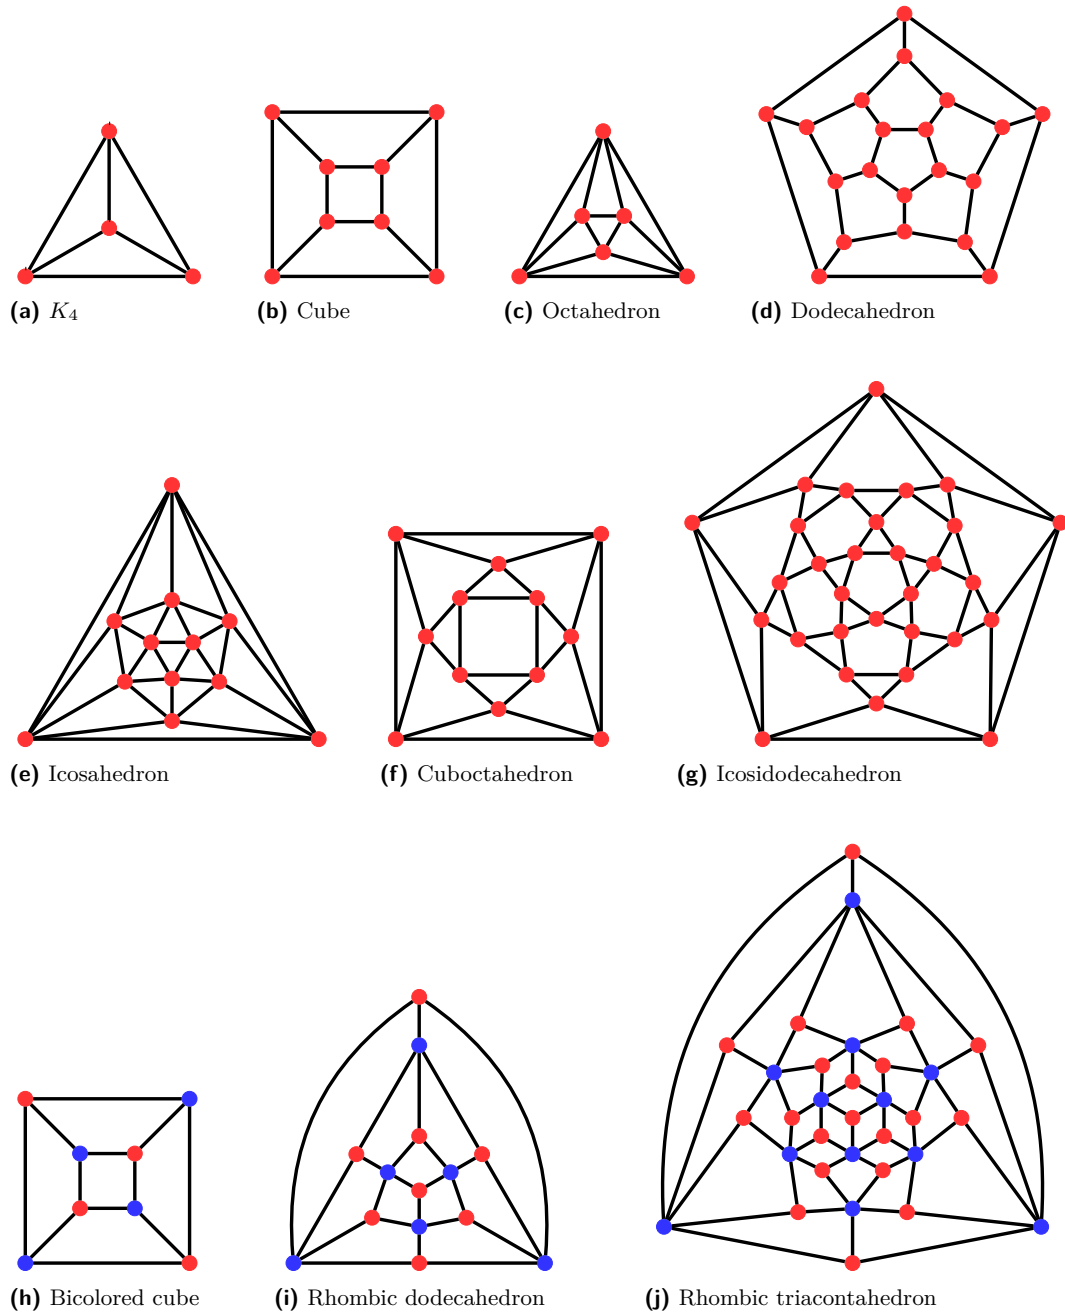 (a) K4 (b) Cube (c) Octahedron (d) Dodecahedron
(e) Icosahedron (f) Cuboctahedron (g) Icosidodecahedron
(h) Bicolored cube (i) Rhombic dodecahedron (j) Rhombic triacontahedron